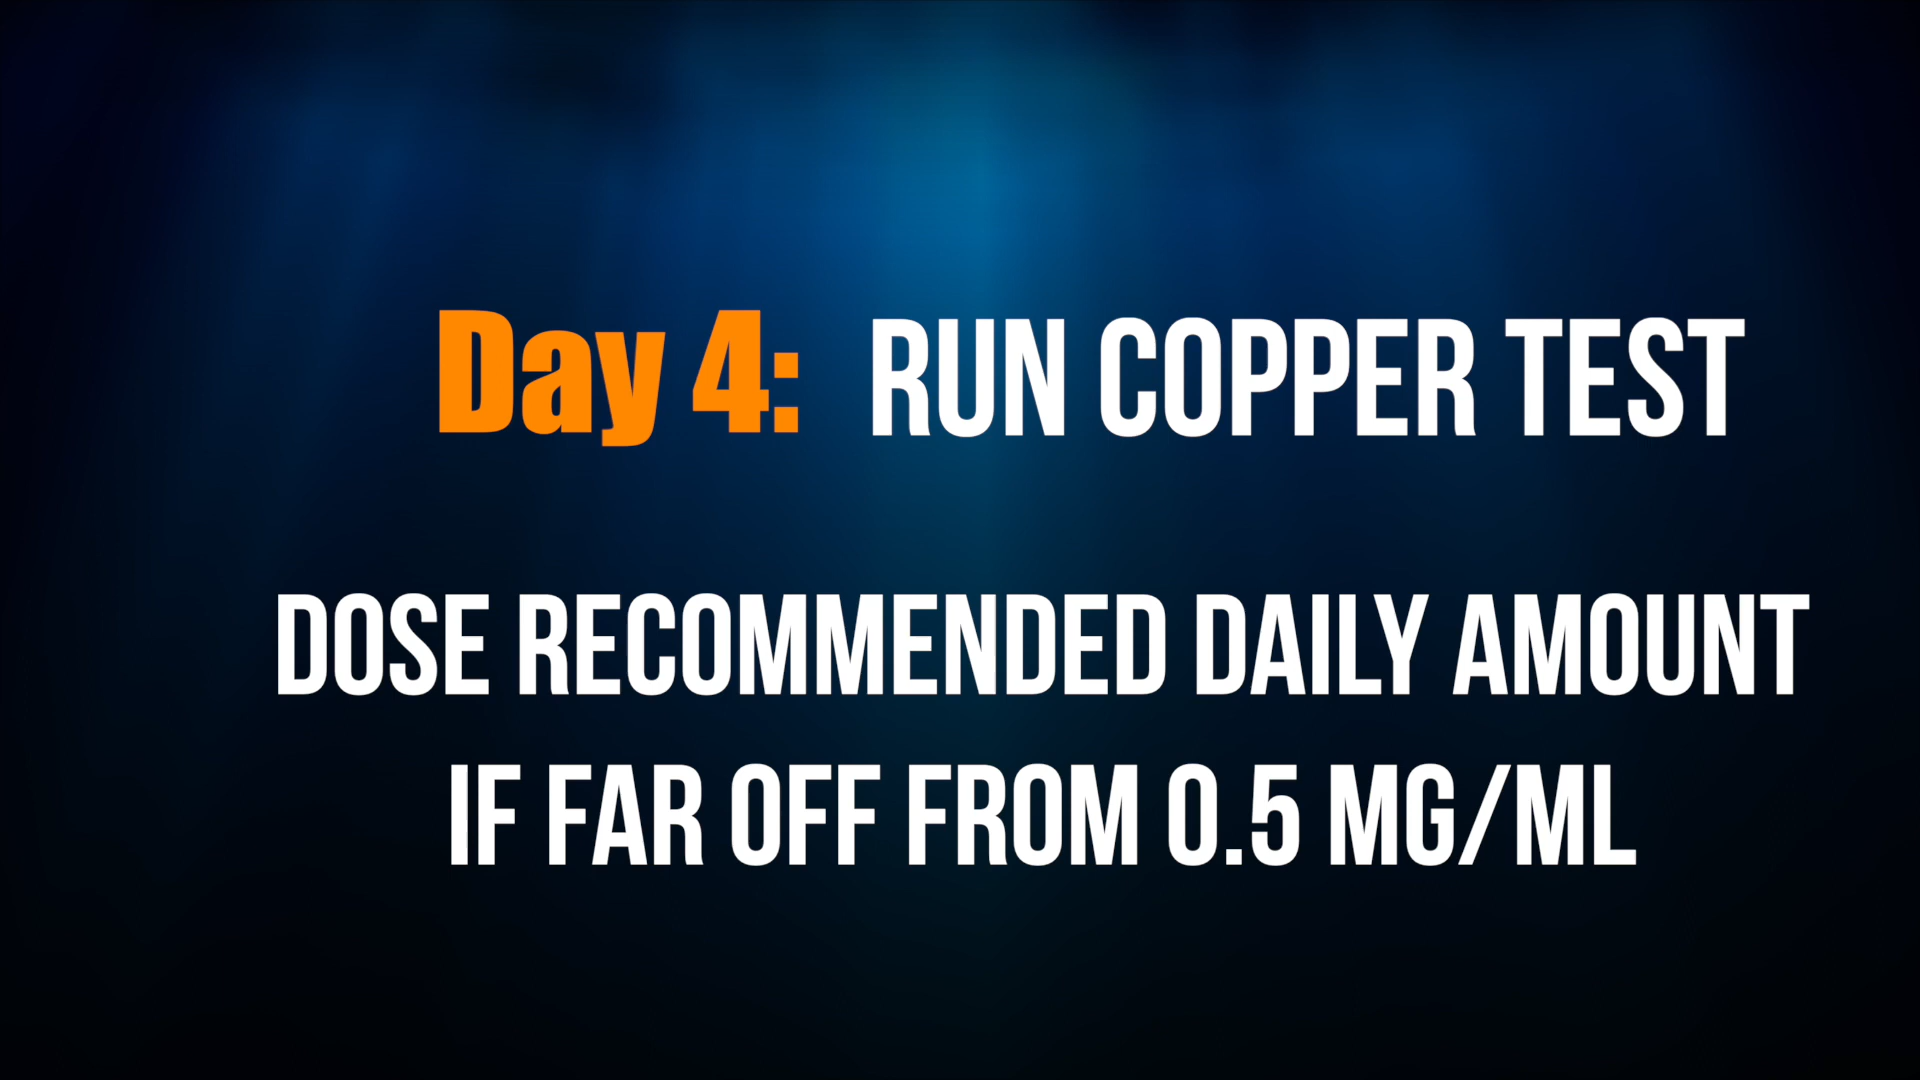 Day 4: RUN COPPER TEST
DOSE RECOMMENDED DAILY AMOUNT
IF FAR OFF FROM 0.5 MG/ML